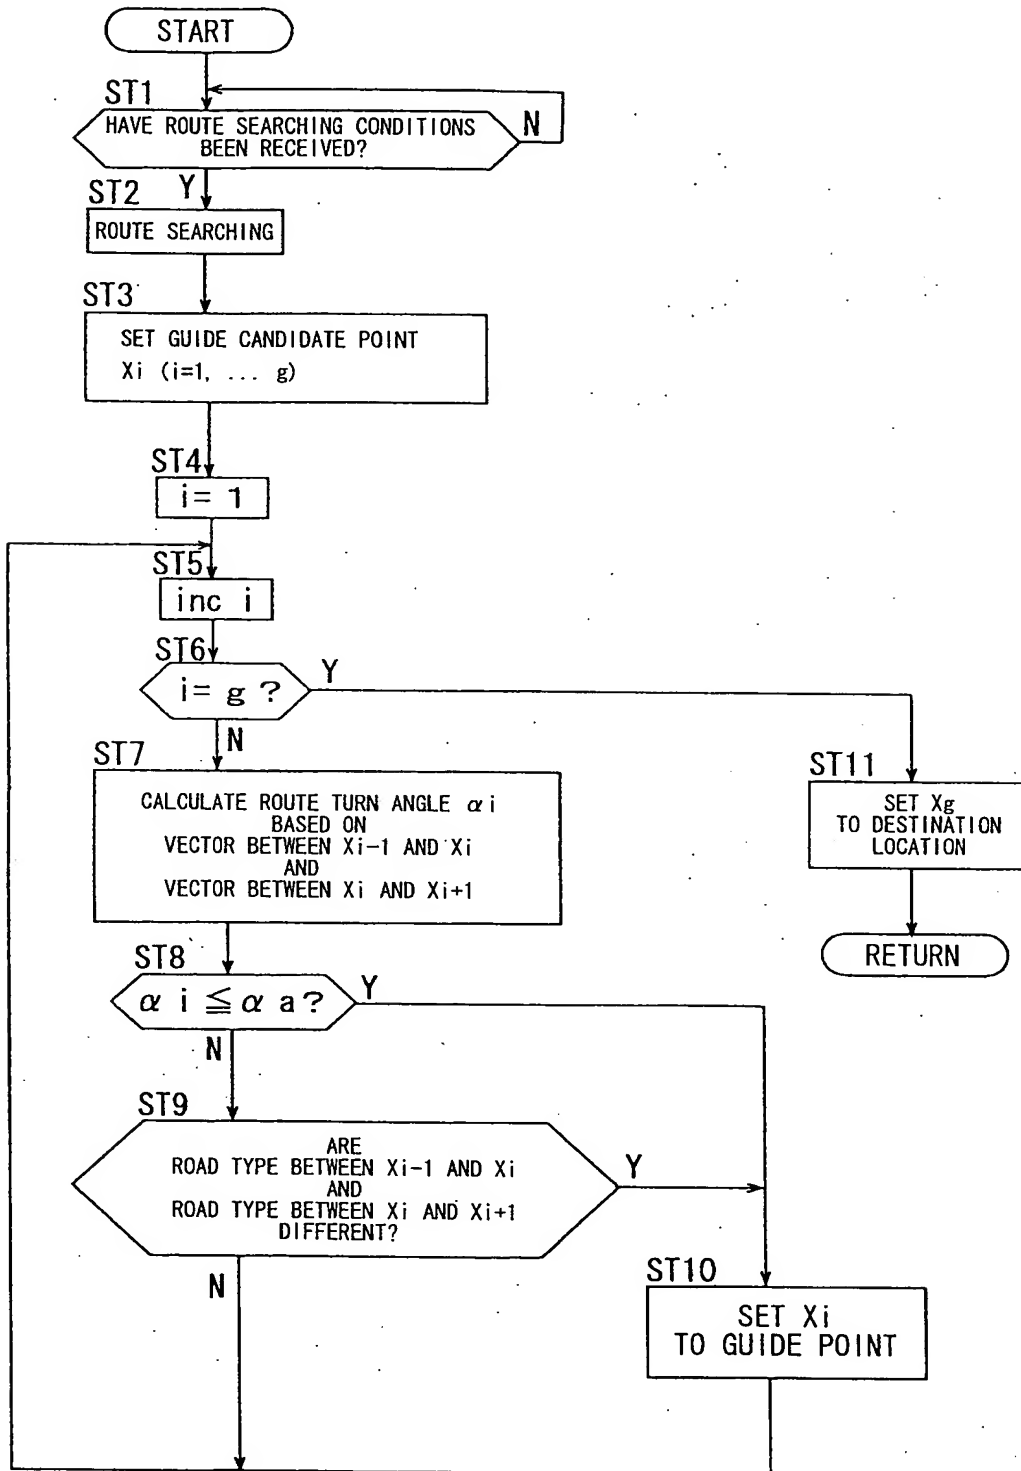 START
ST1
HAVE ROUTE SEARCHING CONDITIONS
BEEN RECEIVED?
N
Y
ST2
ROUTE SEARCHING
ST3
SET GUIDE CANDIDATE POINT
Xi (i=1, ... g)
ST4
i= 1
ST5
inc i
ST6
i= g ?
Y
N
ST7
CALCULATE ROUTE TURN ANGLE α i
BASED ON
VECTOR BETWEEN Xi-1 AND Xi
AND
VECTOR BETWEEN Xi AND Xi+1
ST11
SET Xg
TO DESTINATION
LOCATION
RETURN
ST8
α i ≦ α a?
Y
N
ST9
ARE
ROAD TYPE BETWEEN Xi-1 AND Xi
AND
ROAD TYPE BETWEEN Xi AND Xi+1
DIFFERENT?
Y
N
ST10
SET Xi
TO GUIDE POINT